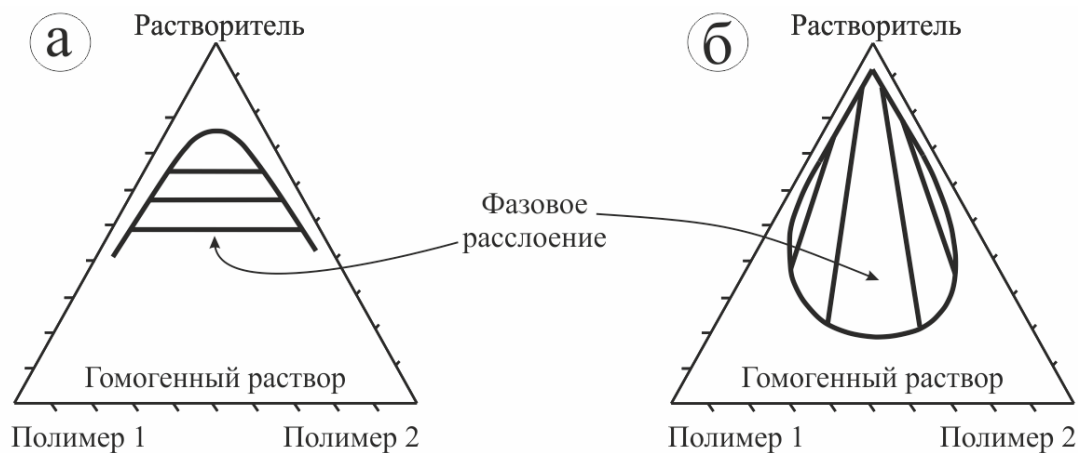 а
Растворитель
Фазовое
расслоение
Гомогенный раствор
Полимер 1
Полимер 2
б
Растворитель
Гомогенный раствор
Полимер 1
Полимер 2